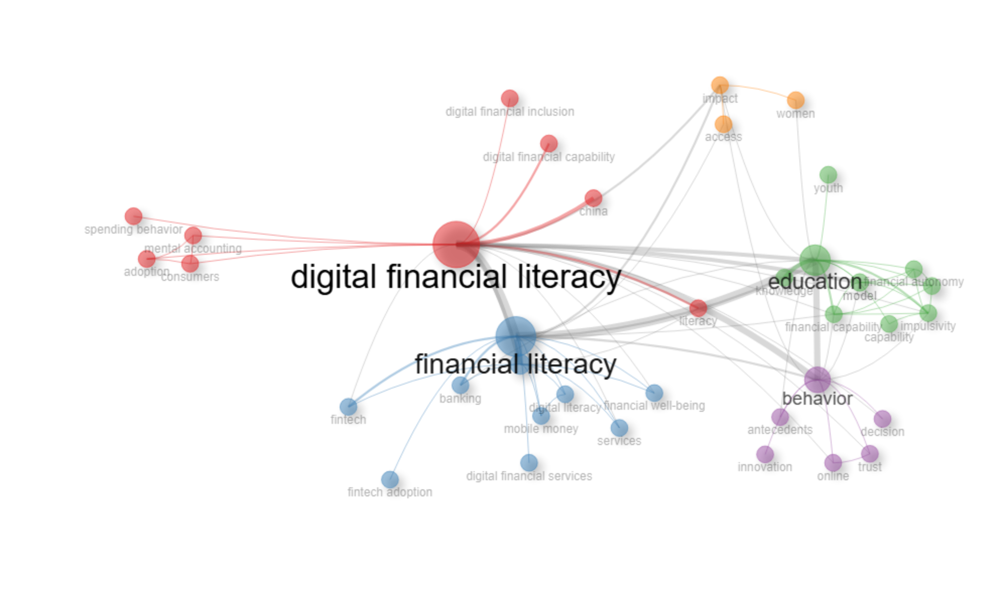 impact
women
access
digital financial inclusion
digital financial capability
youth
china
spending behavior
mental accounting
adoption
consumers
digital financial literacy
education
knowledge
financial autonomy
model
literacy
financial capability
impulsivity
capability
financial literacy
behavior
banking
digital literacy
financial well-being
fintech
mobile money
services
antecedents
decision
innovation
trust
online
digital financial services
fintech adoption